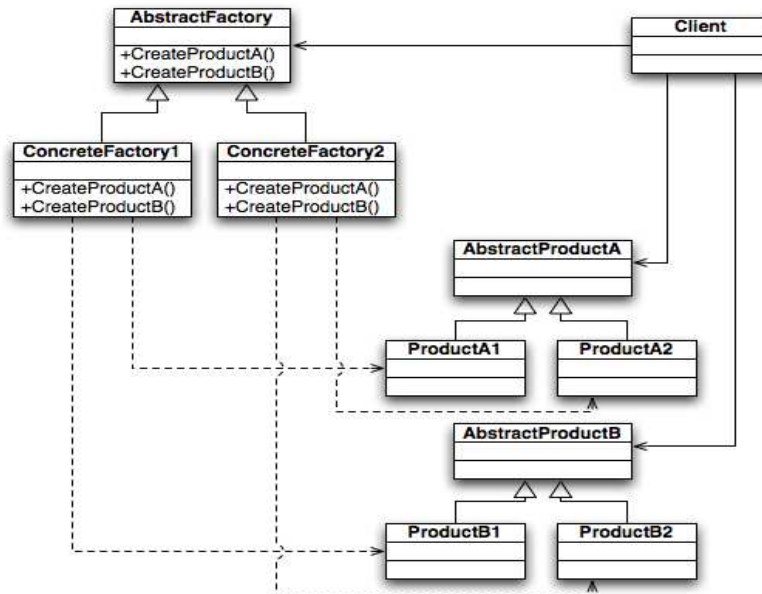 AbstractFactory
+CreateProductA()
+CreateProductB()
Client
ConcreteFactory1
+CreateProductA()
+CreateProductB()
ConcreteFactory2
+CreateProductA()
+CreateProductB()
AbstractProductA
ProductA1
ProductA2
AbstractProductB
ProductB1
ProductB2